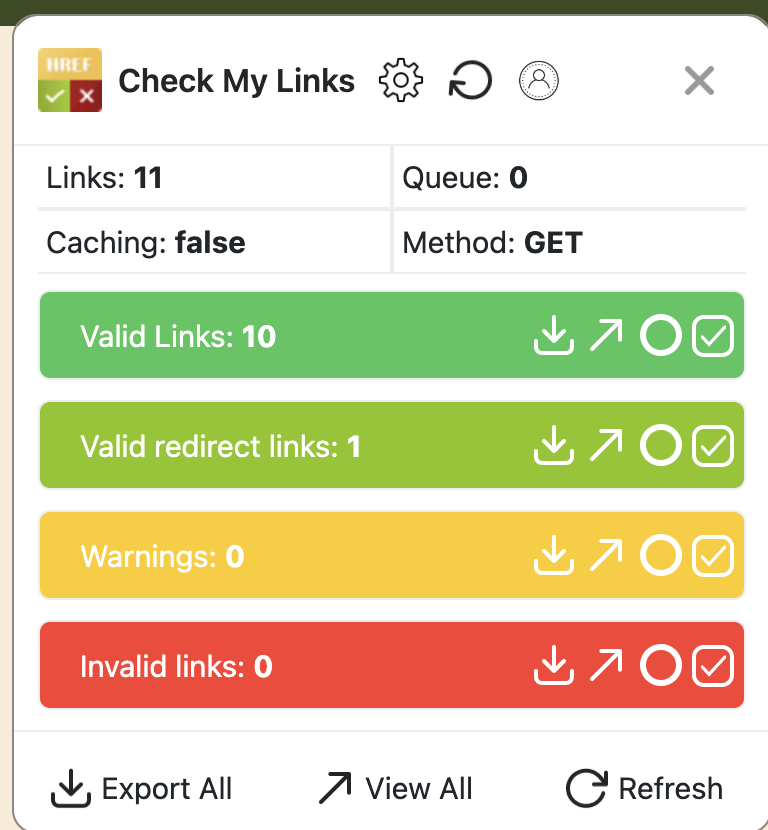 HREF
Check My Links
Links: 11
Queue: 0
Caching: false
Method: GET
Valid Links: 10
Valid redirect links: 1
Warnings: 0
Invalid links: 0
Export All
View All
Refresh